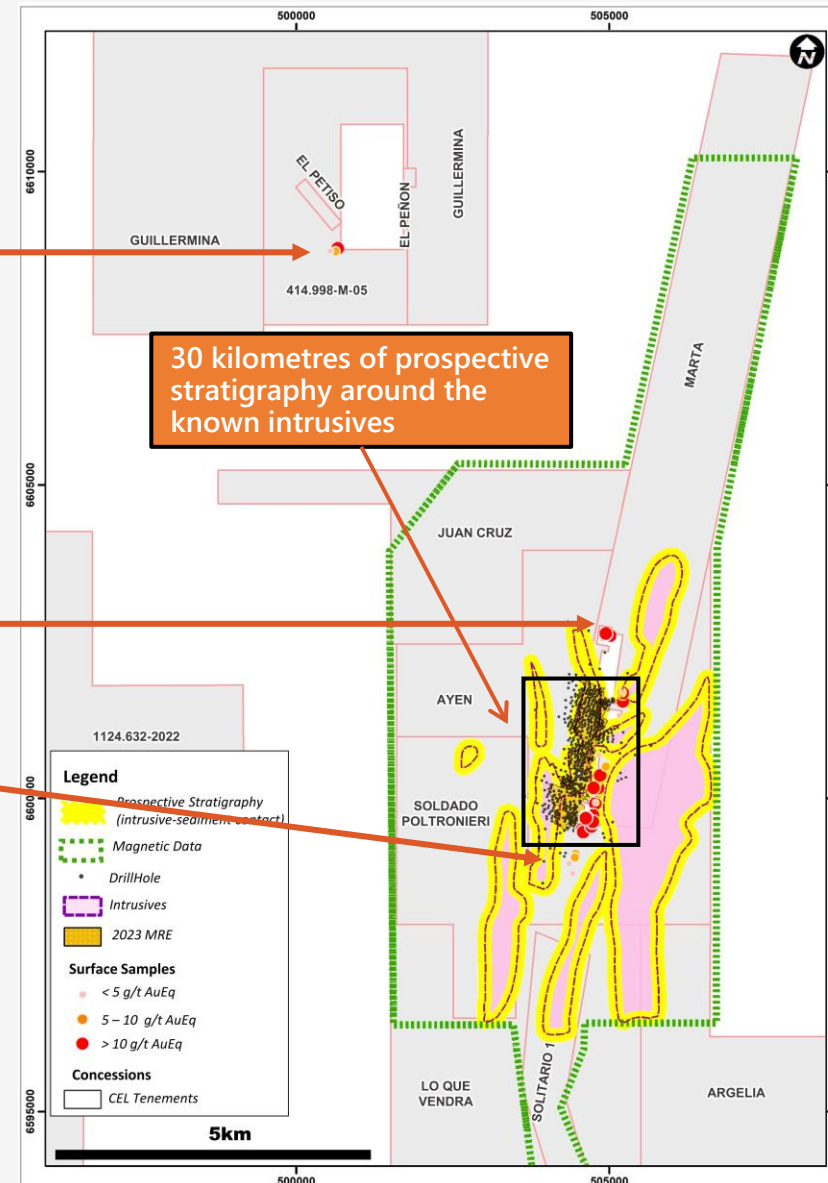 500000
505000
N
6610000
GUILLERMINA
EL PETISO
EL PEÑON
GUILLERMINA
414.998-M-05
30 kilometres of prospective
stratigraphy around the
known intrusives
MARTA
6605000
JUAN CRUZ
AYEN
1124.632-2022
SOLDADO
POLTRONIERI
6600000
Legend
Prospective Stratigraphy
(intrusive-sediment contact)
Magnetic Data
DrillHole
Intrusives
2023 MRE
Surface Samples
< 5 g/t AuEq
5 – 10 g/t AuEq
> 10 g/t AuEq
Concessions
CEL Tenements
LO QUE
VENDRA
SOLITARIO 1
ARGELIA
6595000
5km
500000
505000